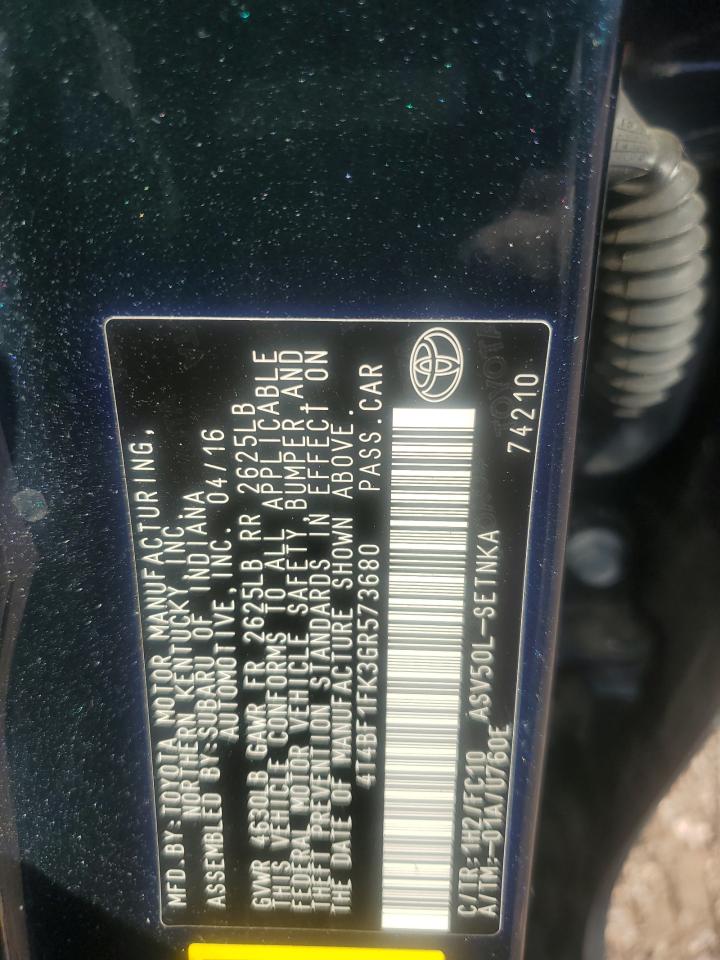 MFD.BY:TOYOTA MOTOR MANUFACTURING,
NORTHERN KENTUCKY INC.
ASSEMBLED BY:SUBARU OF INDIANA
AUTOMOTIVE, INC. 04/16
GVWR 4630LB GAWR FR 2625LB RR 2625LB
THIS VEHICLE CONFORMS TO ALL APPLICABLE
FEDERAL MOTOR VEHICLE SAFETY, BUMPER AND
THEFT PREVENTION STANDARDS IN EFFECT ON
THE DATE OF MANUFACTURE SHOWN ABOVE.
4T4BF1FK3GR573680 PASS.CAR
C/TR:1H2/FC10 ASV50L-SETNKA
A/TM:-01A/U760E 74210
TOYOTA